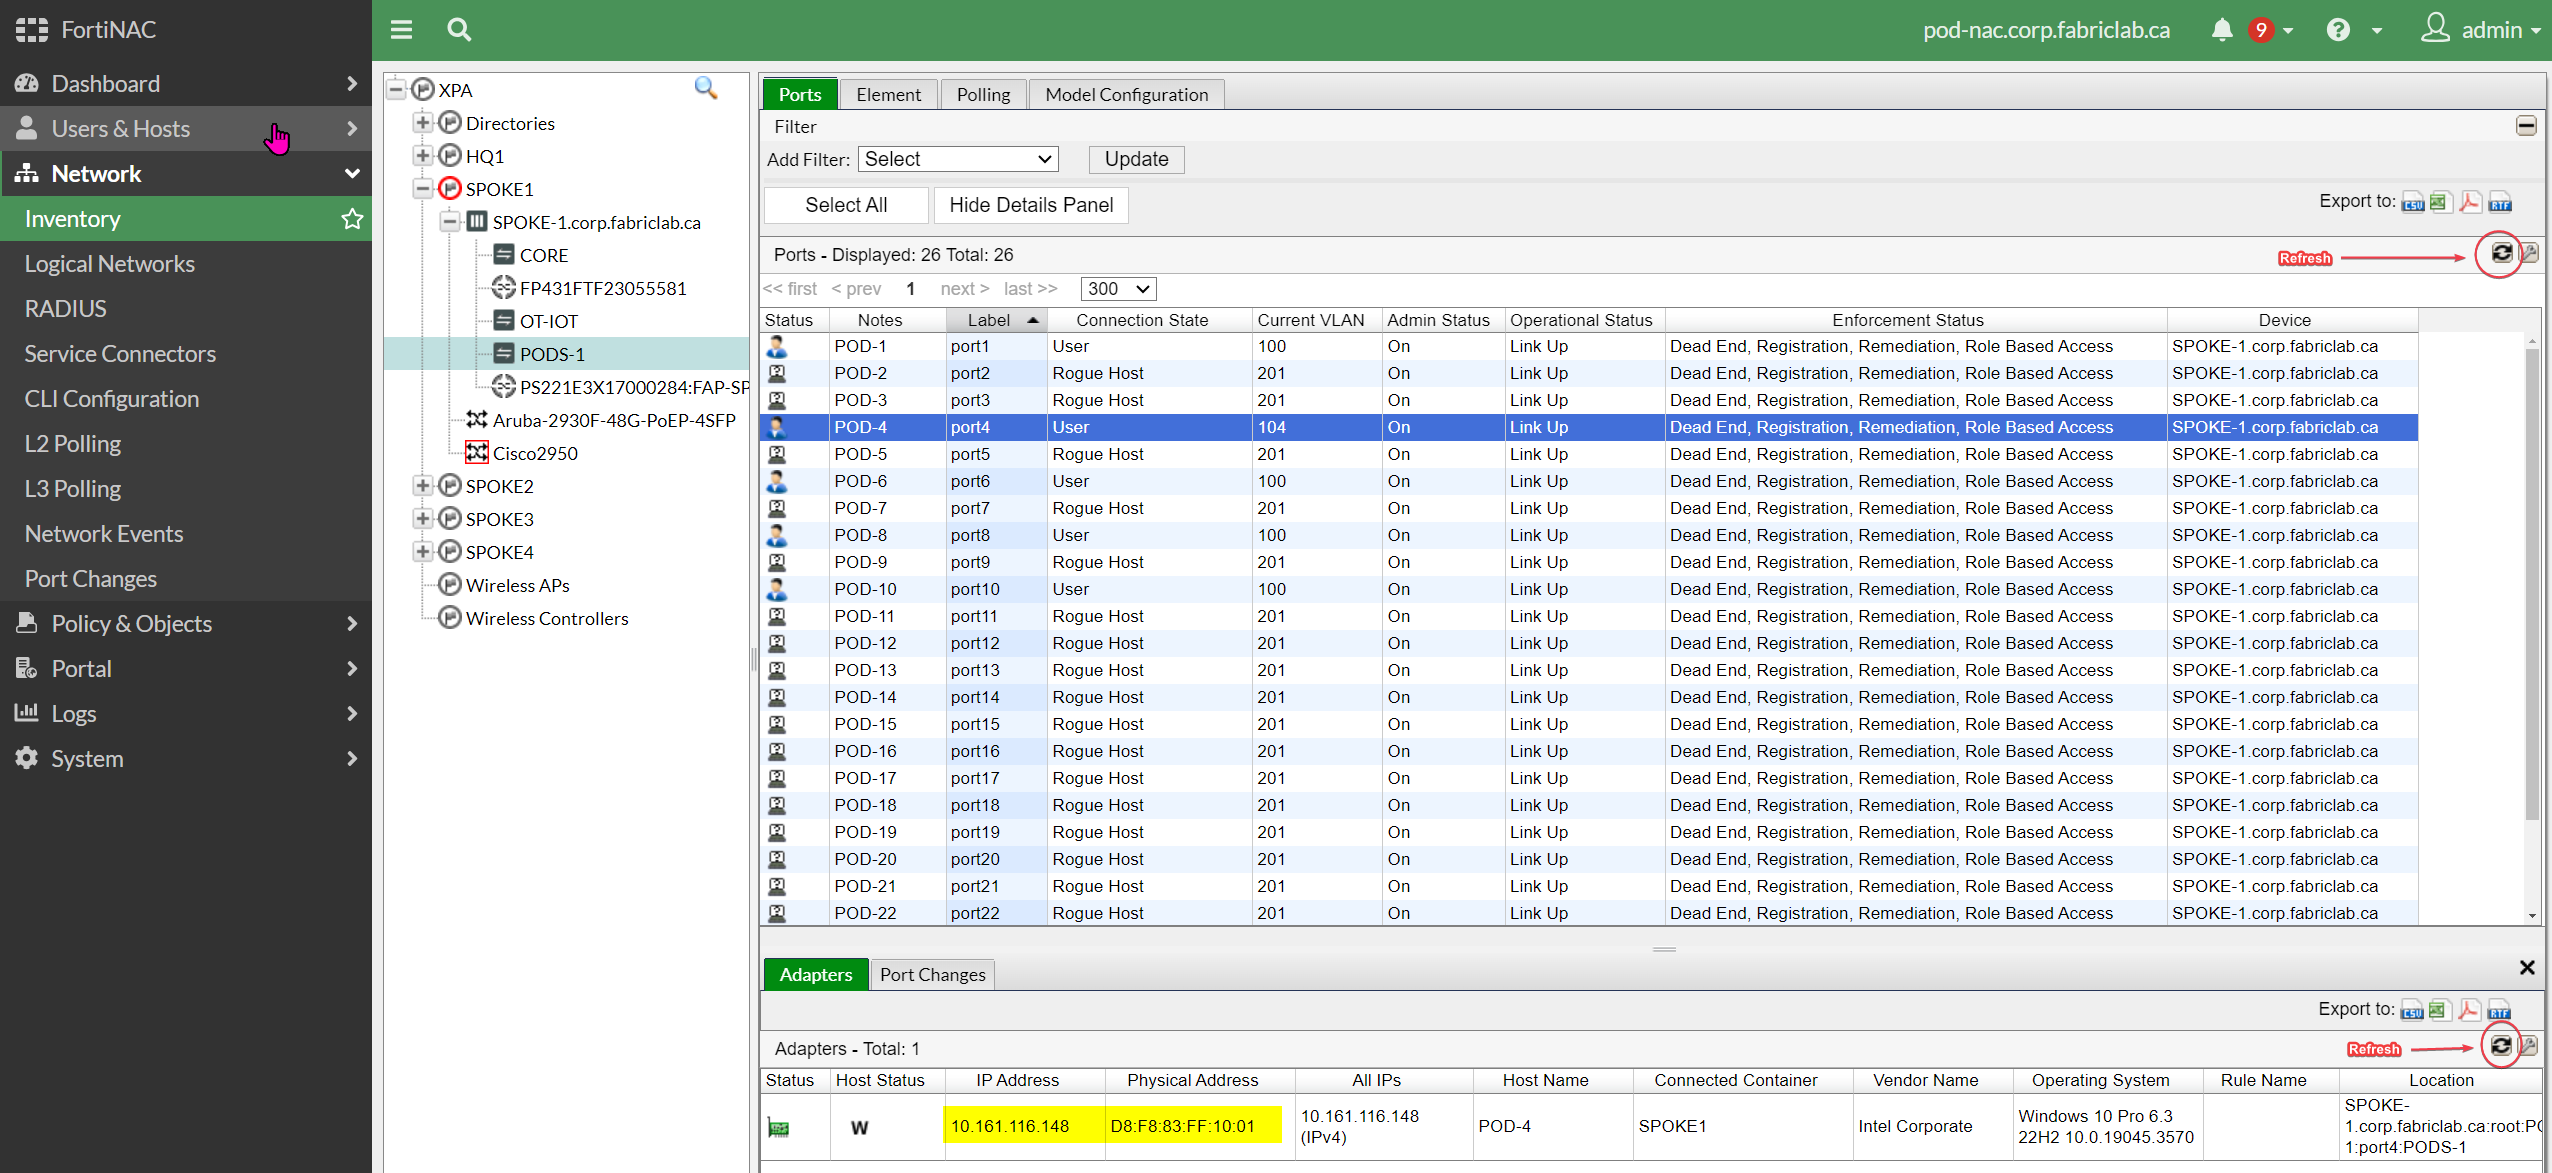 FortiNAC
pod-nac.corp.fabriclab.ca 9 admin
Dashboard
Users & Hosts
Network
Inventory
Logical Networks
RADIUS
Service Connectors
CLI Configuration
L2 Polling
L3 Polling
Network Events
Port Changes
Policy & Objects
Portal
Logs
System
XPA
Directories
HQ1
SPOKE1
SPOKE-1.corp.fabriclab.ca
CORE
FP431FTF23055581
OT-IOT
PODS-1
PS221E3X17000284:FAP-SP
Aruba-2930F-48G-PoEP-4SFP
Cisco2950
SPOKE2
SPOKE3
SPOKE4
Wireless APs
Wireless Controllers
Ports Element Polling Model Configuration
Filter
Add Filter: Select Update
Select All Hide Details Panel
Export to: CSV RTF
Ports - Displayed: 26 Total: 26
Refresh
<< first < prev 1 next > last >> 300
Status Notes Label Connection State Current VLAN Admin Status Operational Status Enforcement Status Device
POD-1 port1 User 100 On Link Up Dead End, Registration, Remediation, Role Based Access SPOKE-1.corp.fabriclab.ca
POD-2 port2 Rogue Host 201 On Link Up Dead End, Registration, Remediation, Role Based Access SPOKE-1.corp.fabriclab.ca
POD-3 port3 Rogue Host 201 On Link Up Dead End, Registration, Remediation, Role Based Access SPOKE-1.corp.fabriclab.ca
POD-4 port4 User 104 On Link Up Dead End, Registration, Remediation, Role Based Access SPOKE-1.corp.fabriclab.ca
POD-5 port5 Rogue Host 201 On Link Up Dead End, Registration, Remediation, Role Based Access SPOKE-1.corp.fabriclab.ca
POD-6 port6 User 100 On Link Up Dead End, Registration, Remediation, Role Based Access SPOKE-1.corp.fabriclab.ca
POD-7 port7 Rogue Host 201 On Link Up Dead End, Registration, Remediation, Role Based Access SPOKE-1.corp.fabriclab.ca
POD-8 port8 User 100 On Link Up Dead End, Registration, Remediation, Role Based Access SPOKE-1.corp.fabriclab.ca
POD-9 port9 Rogue Host 201 On Link Up Dead End, Registration, Remediation, Role Based Access SPOKE-1.corp.fabriclab.ca
POD-10 port10 User 100 On Link Up Dead End, Registration, Remediation, Role Based Access SPOKE-1.corp.fabriclab.ca
POD-11 port11 Rogue Host 201 On Link Up Dead End, Registration, Remediation, Role Based Access SPOKE-1.corp.fabriclab.ca
POD-12 port12 Rogue Host 201 On Link Up Dead End, Registration, Remediation, Role Based Access SPOKE-1.corp.fabriclab.ca
POD-13 port13 Rogue Host 201 On Link Up Dead End, Registration, Remediation, Role Based Access SPOKE-1.corp.fabriclab.ca
POD-14 port14 Rogue Host 201 On Link Up Dead End, Registration, Remediation, Role Based Access SPOKE-1.corp.fabriclab.ca
POD-15 port15 Rogue Host 201 On Link Up Dead End, Registration, Remediation, Role Based Access SPOKE-1.corp.fabriclab.ca
POD-16 port16 Rogue Host 201 On Link Up Dead End, Registration, Remediation, Role Based Access SPOKE-1.corp.fabriclab.ca
POD-17 port17 Rogue Host 201 On Link Up Dead End, Registration, Remediation, Role Based Access SPOKE-1.corp.fabriclab.ca
POD-18 port18 Rogue Host 201 On Link Up Dead End, Registration, Remediation, Role Based Access SPOKE-1.corp.fabriclab.ca
POD-19 port19 Rogue Host 201 On Link Up Dead End, Registration, Remediation, Role Based Access SPOKE-1.corp.fabriclab.ca
POD-20 port20 Rogue Host 201 On Link Up Dead End, Registration, Remediation, Role Based Access SPOKE-1.corp.fabriclab.ca
POD-21 port21 Rogue Host 201 On Link Up Dead End, Registration, Remediation, Role Based Access SPOKE-1.corp.fabriclab.ca
POD-22 port22 Rogue Host 201 On Link Up Dead End, Registration, Remediation, Role Based Access SPOKE-1.corp.fabriclab.ca
Adapters Port Changes
Export to: CSV RTF
Adapters - Total: 1
Refresh
Status Host Status IP Address Physical Address All IPs Host Name Connected Container Vendor Name Operating System Rule Name Location
W 10.161.116.148 D8:F8:83:FF:10:01 10.161.116.148
(IPv4) POD-4 SPOKE1 Intel Corporate Windows 10 Pro 6.3
22H2 10.0.19045.3570 SPOKE-
1.corp.fabriclab.ca:root:PO
1:port4:PODS-1